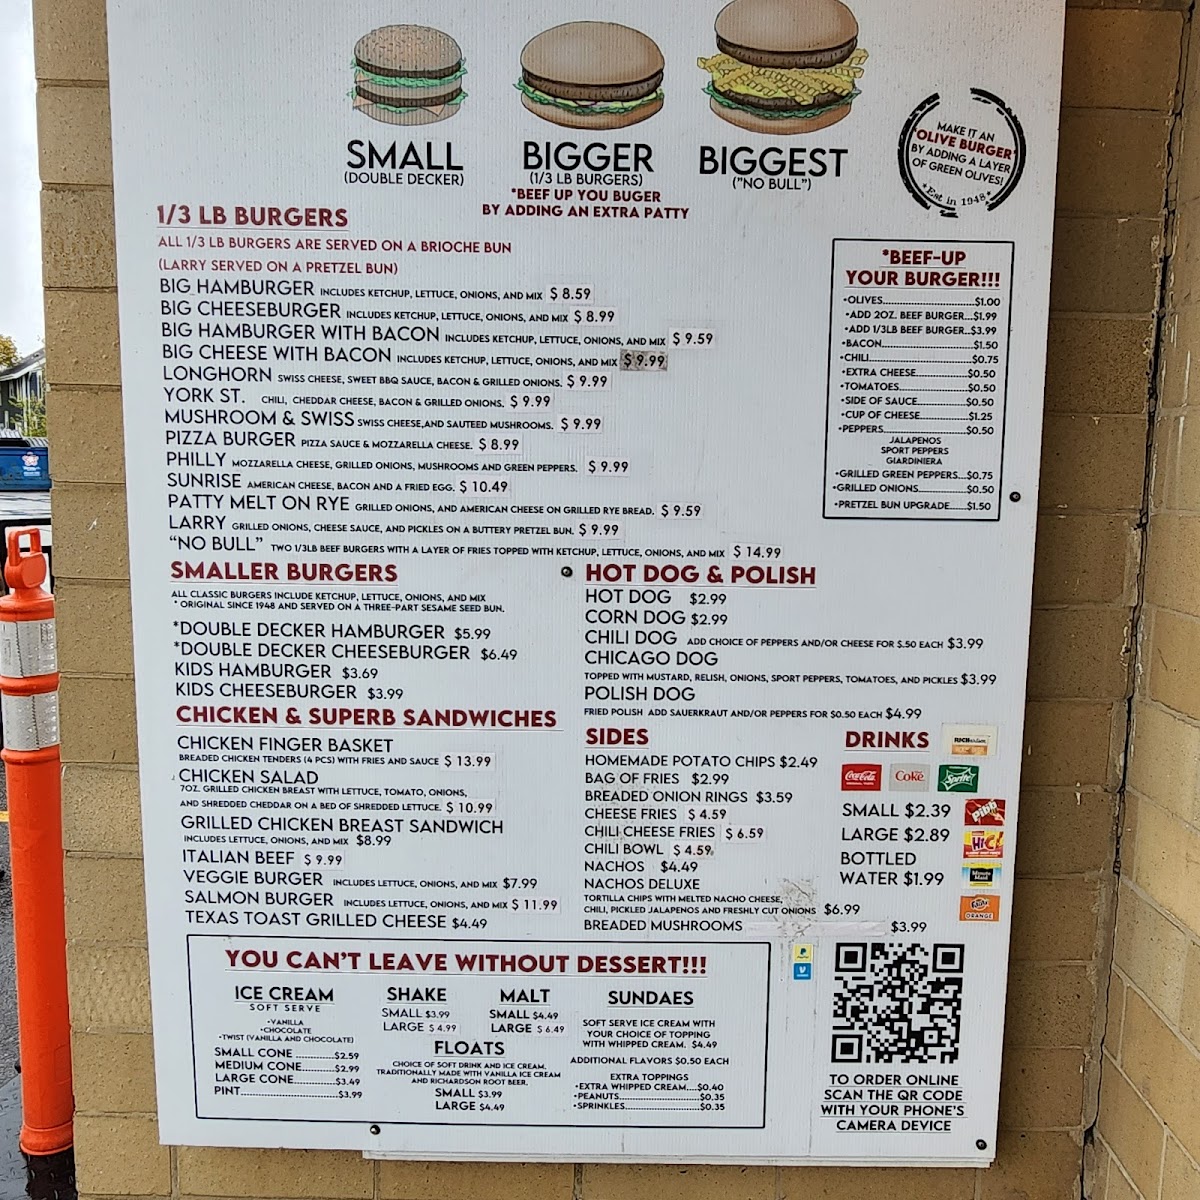 SMALL
(DOUBLE DECKER)
BIGGER
(1/3 LB BURGERS)
*BEEF UP YOU BUGER
BY ADDING AN EXTRA PATTY
BIGGEST
("NO BULL")
MAKE IT AN
"OLIVE BURGER"
BY ADDING A LAYER
OF GREEN OLIVES!
*Est in 1948*
1/3 LB BURGERS
ALL 1/3 LB BURGERS ARE SERVED ON A BRIOCHE BUN
(LARRY SERVED ON A PRETZEL BUN)
BIG HAMBURGER INCLUDES KETCHUP, LETTUCE, ONIONS, AND MIX $ 8.59
BIG CHEESEBURGER INCLUDES KETCHUP, LETTUCE, ONIONS, AND MIX $ 8.99
BIG HAMBURGER WITH BACON INCLUDES KETCHUP, LETTUCE, ONIONS, AND MIX $ 9.59
BIG CHEESE WITH BACON INCLUDES KETCHUP, LETTUCE, ONIONS, AND MIX $ 9.99
LONGHORN SWISS CHEESE, SWEET BBQ SAUCE, BACON & GRILLED ONIONS. $ 9.99
YORK ST. CHILI, CHEDDAR CHEESE, BACON & GRILLED ONIONS. $ 9.99
MUSHROOM & SWISS SWISS CHEESE,AND SAUTEED MUSHROOMS. $ 9.99
PIZZA BURGER PIZZA SAUCE & MOZZARELLA CHEESE. $ 8.99
PHILLY MOZZARELLA CHEESE, GRILLED ONIONS, MUSHROOMS AND GREEN PEPPERS. $ 9.99
SUNRISE AMERICAN CHEESE, BACON AND A FRIED EGG. $ 10.49
PATTY MELT ON RYE GRILLED ONIONS, AND AMERICAN CHEESE ON GRILLED RYE BREAD. $ 9.59
LARRY GRILLED ONIONS, CHEESE SAUCE, AND PICKLES ON A BUTTERY PRETZEL BUN. $ 9.99
"NO BULL" TWO 1/3LB BEEF BURGERS WITH A LAYER OF FRIES TOPPED WITH KETCHUP, LETTUCE, ONIONS, AND MIX $ 14.99
*BEEF-UP
YOUR BURGER!!!
•OLIVES...................$1.00
•ADD 2OZ. BEEF BURGER...$1.99
•ADD 1/3LB BEEF BURGER..$3.99
•BACON....................$1.50
•CHILI.....................$0.75
•EXTRA CHEESE............$0.50
•TOMATOES................$0.50
•SIDE OF SAUCE............$0.50
•CUP OF CHEESE............$1.25
•PEPPERS..................$0.50
JALAPENOS
SPORT PEPPERS
GIARDINIERA
•GRILLED GREEN PEPPERS...$0.75
•GRILLED ONIONS..........$0.50
•PRETZEL BUN UPGRADE.....$1.50
SMALLER BURGERS
ALL CLASSIC BURGERS INCLUDE KETCHUP, LETTUCE, ONIONS, AND MIX
* ORIGINAL SINCE 1948 AND SERVED ON A THREE-PART SESAME SEED BUN.
*DOUBLE DECKER HAMBURGER $5.99
*DOUBLE DECKER CHEESEBURGER $6.49
KIDS HAMBURGER $3.69
KIDS CHEESEBURGER $3.99
CHICKEN & SUPERB SANDWICHES
CHICKEN FINGER BASKET
BREADED CHICKEN TENDERS (4 PCS) WITH FRIES AND SAUCE $ 13.99
CHICKEN SALAD
7OZ. GRILLED CHICKEN BREAST WITH LETTUCE, TOMATO, ONIONS,
AND SHREDDED CHEDDAR ON A BED OF SHREDDED LETTUCE. $ 10.99
GRILLED CHICKEN BREAST SANDWICH
INCLUDES LETTUCE, ONIONS, AND MIX $8.99
ITALIAN BEEF $ 9.99
VEGGIE BURGER INCLUDES LETTUCE, ONIONS, AND MIX $7.99
SALMON BURGER INCLUDES LETTUCE, ONIONS, AND MIX $ 11.99
TEXAS TOAST GRILLED CHEESE $4.49
HOT DOG & POLISH
HOT DOG $2.99
CORN DOG $2.99
CHILI DOG ADD CHOICE OF PEPPERS AND/OR CHEESE FOR $.50 EACH $3.99
CHICAGO DOG
TOPPED WITH MUSTARD, RELISH, ONIONS, SPORT PEPPERS, TOMATOES, AND PICKLES $3.99
POLISH DOG
FRIED POLISH ADD SAUERKRAUT AND/OR PEPPERS FOR $0.50 EACH $4.99
SIDES
HOMEMADE POTATO CHIPS $2.49
BAG OF FRIES $2.99
BREADED ONION RINGS $3.59
CHEESE FRIES $ 4.59
CHILI CHEESE FRIES $ 6.59
CHILI BOWL $ 4.59
NACHOS $4.49
NACHOS DELUXE
TORTILLA CHIPS WITH MELTED NACHO CHEESE,
CHILI, PICKLED JALAPENOS AND FRESHLY CUT ONIONS $6.99
BREADED MUSHROOMS $3.99
DRINKS
Coca-Cola
Coke
Sprite
SMALL $2.39
LARGE $2.89
BOTTLED
WATER $1.99
Pibb
HI-C
Minute Maid
Fanta
ORANGE
YOU CAN'T LEAVE WITHOUT DESSERT!!!
ICE CREAM
SOFT SERVE
•VANILLA
•CHOCOLATE
•TWIST (VANILLA AND CHOCOLATE)
SMALL CONE ............$2.59
MEDIUM CONE...........$2.99
LARGE CONE.............$3.49
PINT........................$3.99
SHAKE
SMALL $3.99
LARGE $ 4.99
MALT
SMALL $4.49
LARGE $ 6.49
FLOATS
CHOICE OF SOFT DRINK AND ICE CREAM.
TRADITIONALLY MADE WITH VANILLA ICE CREAM
AND RICHARDSON ROOT BEER.
SMALL $3.99
LARGE $4.49
SUNDAES
SOFT SERVE ICE CREAM WITH
YOUR CHOICE OF TOPPING
WITH WHIPPED CREAM. $4.49
ADDITIONAL FLAVORS $0.50 EACH
EXTRA TOPPINGS
•EXTRA WHIPPED CREAM....$0.40
•PEANUTS...................$0.35
•SPRINKLES.................$0.35
TO ORDER ONLINE
SCAN THE QR CODE
WITH YOUR PHONE'S
CAMERA DEVICE